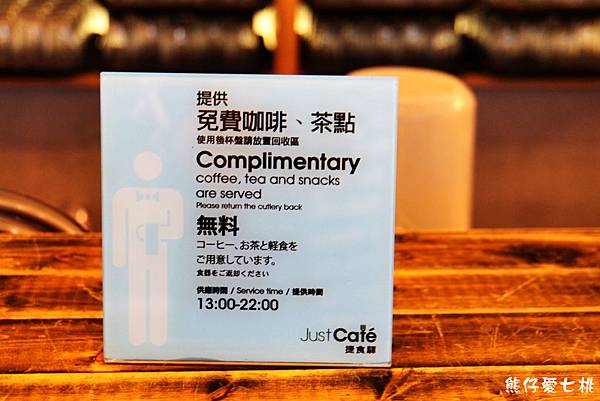 提供
免費咖啡、茶點
使用後杯盤請放置回收區
Complimentary
coffee, tea and snacks
are served
Please return the cutlery back
無料
コーヒー、お茶と軽食を
ご用意しています。
食器をご返却ください
供應時間 / Service time / 提供時間
13:00-22:00
Just Café
捷食驛
熊仔愛七桃